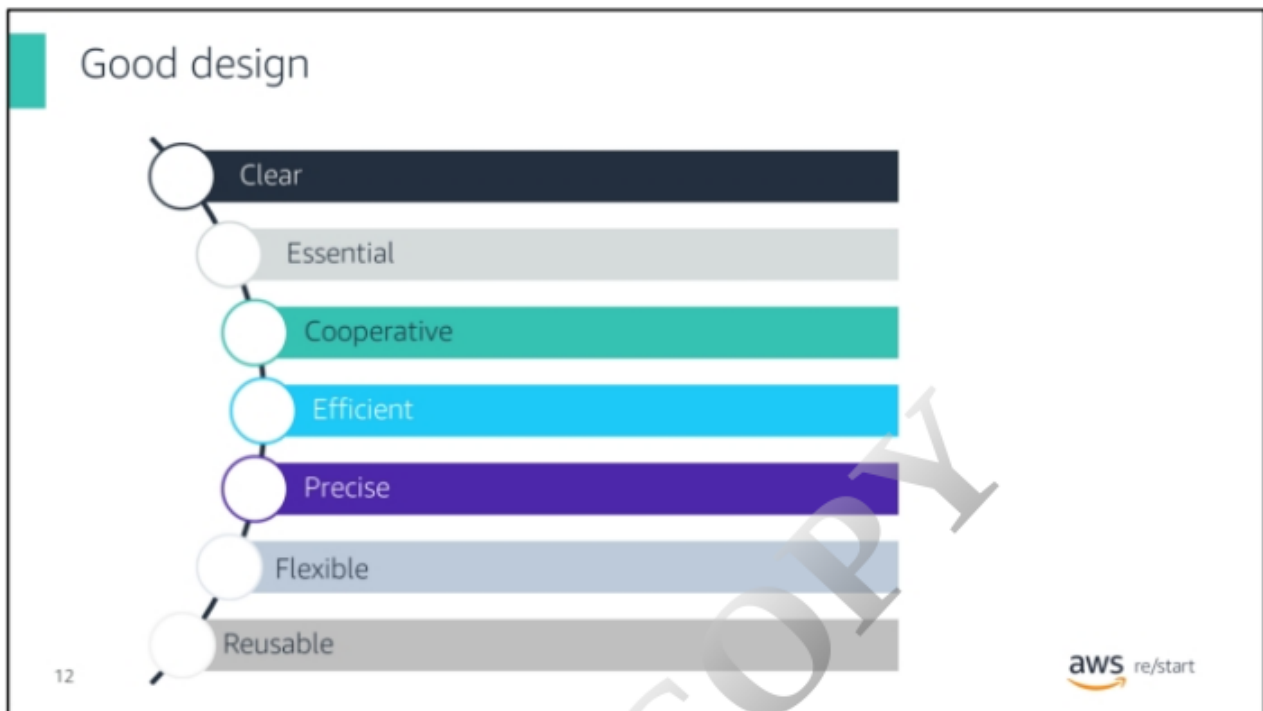 Good design
Clear
Essential
Cooperative
Efficient
Precise
Flexible
Reusable
COPY
12
aws re/start